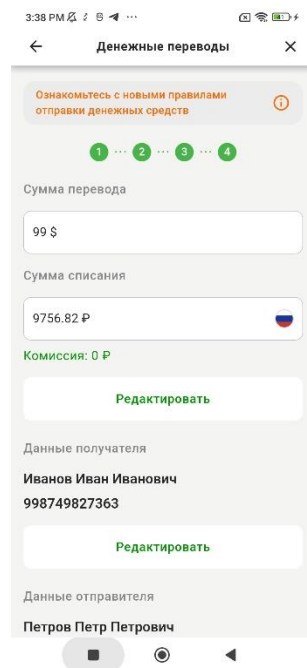 3:38 PM
Денежные переводы
Ознакомьтесь с новыми правилами
отправки денежных средств
1 ... 2 ... 3 ... 4
Сумма перевода
99 $
Сумма списания
9756.82 ₽
Комиссия: 0 ₽
Редактировать
Данные получателя
Иванов Иван Иванович
998749827363
Редактировать
Данные отправителя
Петров Петр Петрович